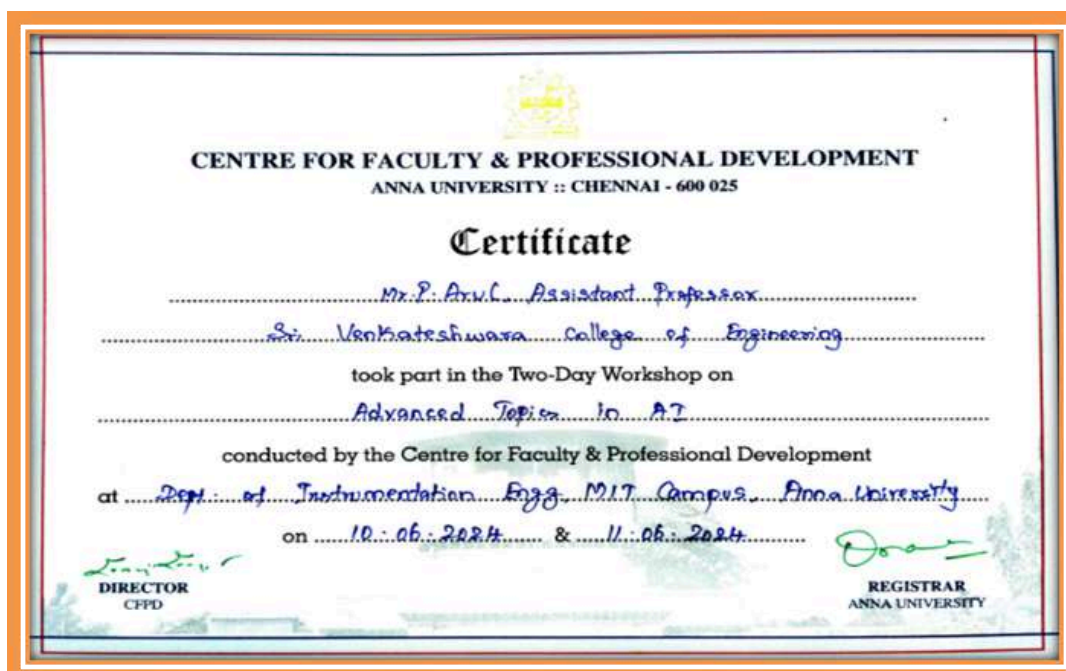 CENTRE FOR FACULTY & PROFESSIONAL DEVELOPMENT
ANNA UNIVERSITY :: CHENNAI - 600 025
Certificate
Mr. P. Arul, Assistant Professor
Sri Venkateshwara College of Engineering
took part in the Two-Day Workshop on
Advanced Topics in AI
conducted by the Centre for Faculty & Professional Development
at Dept. of Instrumentation Engg, MIT Campus, Anna University
on 10.06.2024 & 11.06.2024
DIRECTOR
CFPD
REGISTRAR
ANNA UNIVERSITY